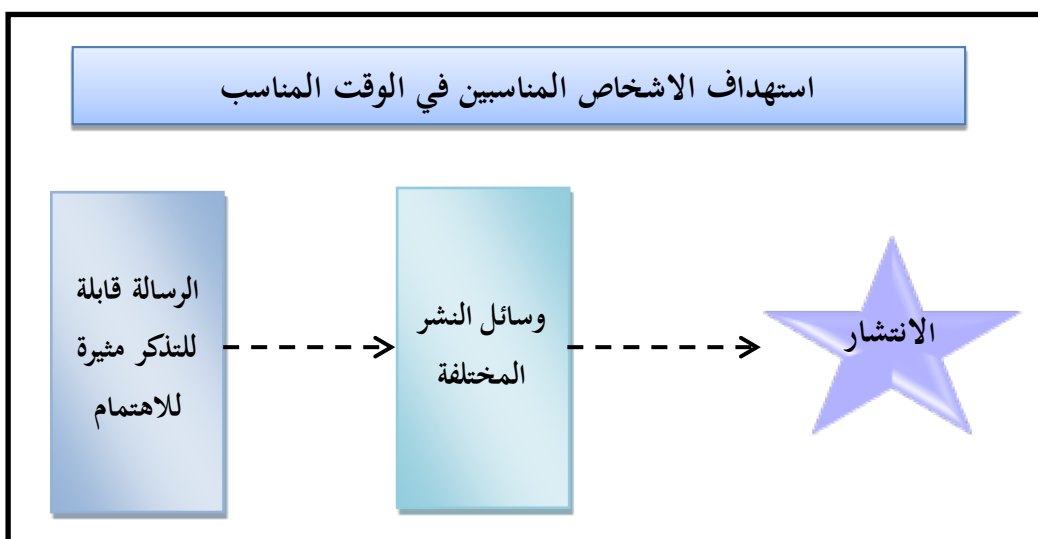 استهداف الاشخاص المناسبين في الوقت المناسب
الرسالة قابلة
للتذكر مثيرة
للاهتمام
وسائل النشر
المختلفة
الانتشار